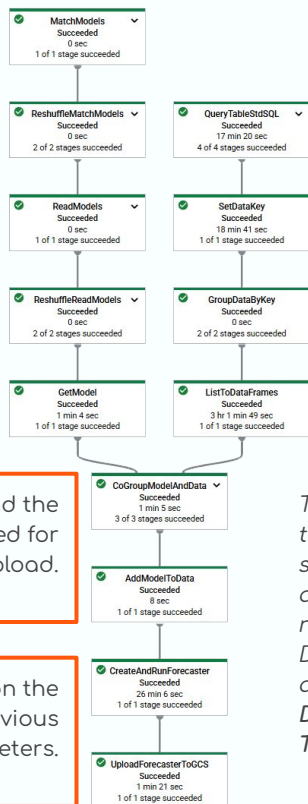 MatchModels
Succeeded
0 sec
1 of 1 stage succeeded
ReshuffleMatchModels
Succeeded
0 sec
2 of 2 stages succeeded
QueryTableStdSQL
Succeeded
17 min 20 sec
4 of 4 stages succeeded
ReadModels
Succeeded
0 sec
1 of 1 stage succeeded
SetDataKey
Succeeded
18 min 41 sec
1 of 1 stage succeeded
ReshuffleReadModels
Succeeded
0 sec
2 of 2 stages succeeded
GroupDataByKey
Succeeded
0 sec
2 of 2 stages succeeded
GetModel
Succeeded
1 min 4 sec
1 of 1 stage succeeded
ListToDataFrames
Succeeded
3 hr 1 min 49 sec
1 of 1 stage succeeded
CoGroupModelAndData
Succeeded
1 min 5 sec
3 of 3 stages succeeded
AddModelToData
Succeeded
8 sec
1 of 1 stage succeeded
CreateAndRunForecaster
Succeeded
26 min 6 sec
1 of 1 stage succeeded
UploadForecasterToGCS
Succeeded
1 min 21 sec
1 of 1 stage succeeded
d the
ed for
pload.
n the
vious
eters.